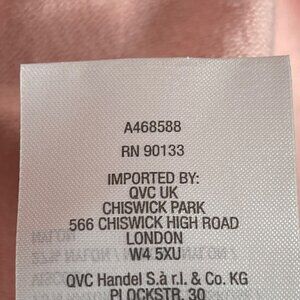 A468588
RN 90133
IMPORTED BY:
QVC UK
CHISWICK PARK
566 CHISWICK HIGH ROAD
LONDON
W4 5XU
QVC Handel S.à r.l. & Co. KG
PLOCKSTR. 30